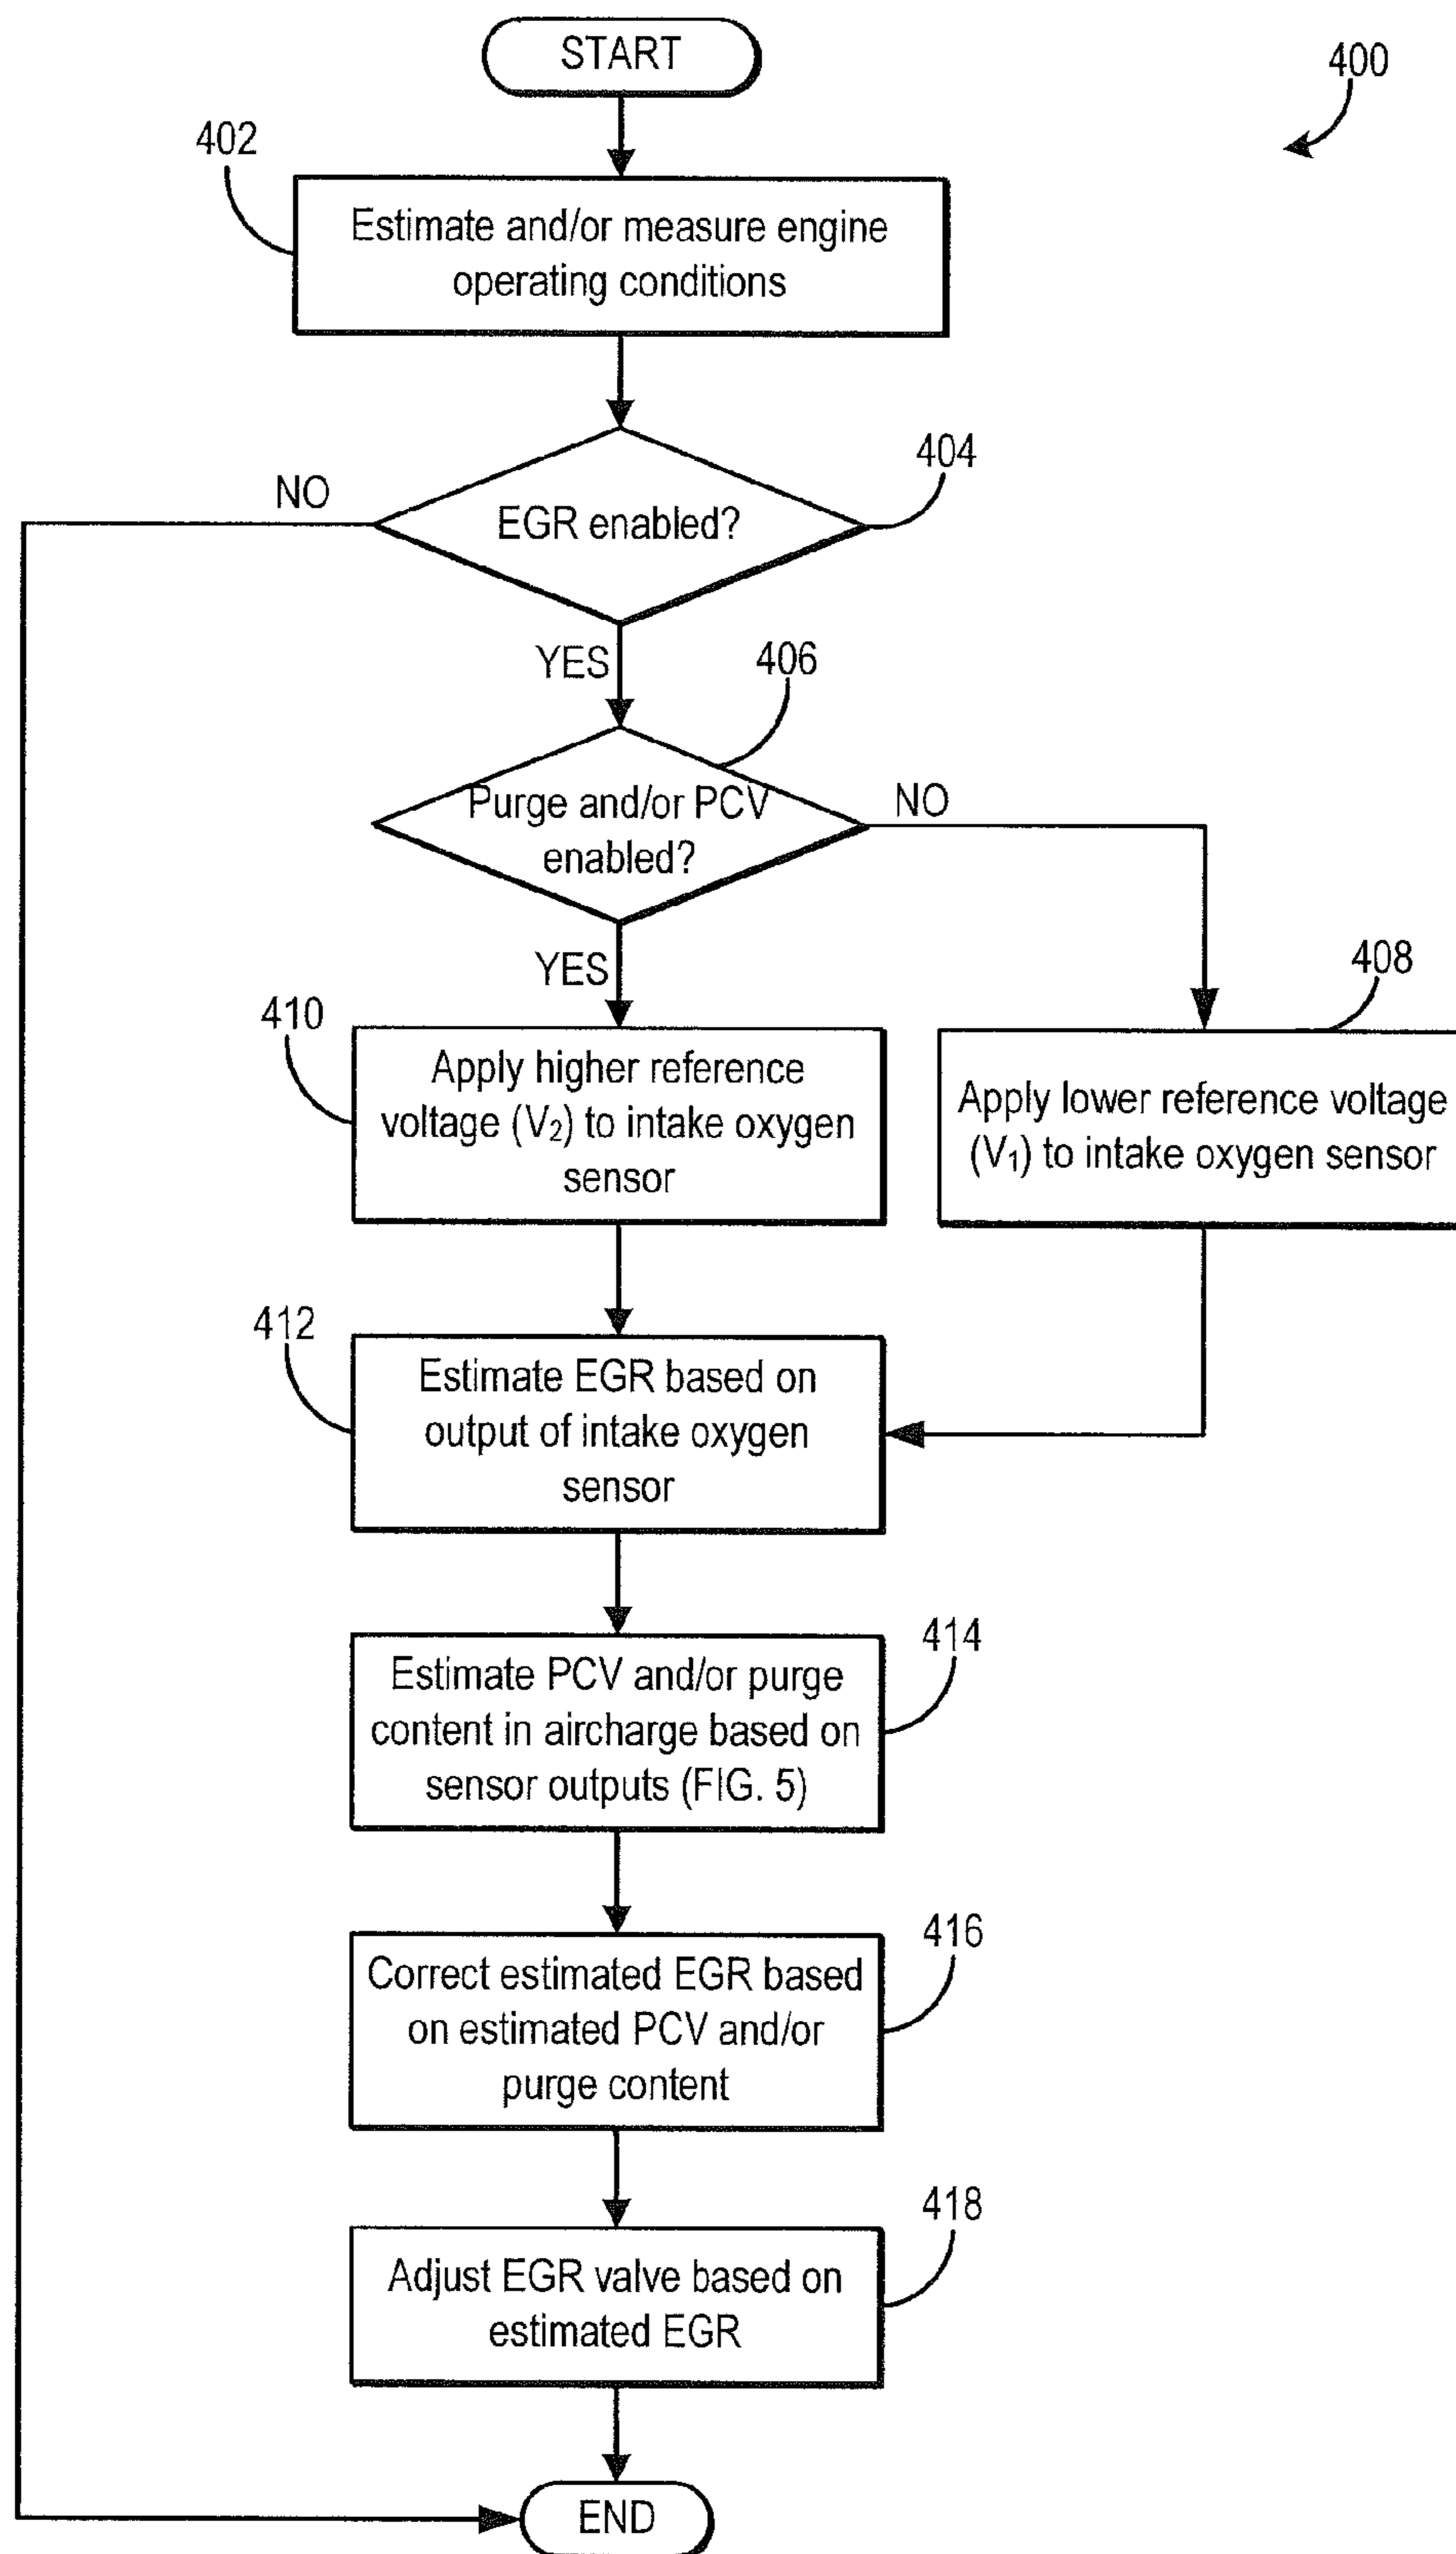 START
400
402
Estimate and/or measure engine
operating conditions
404
NO
EGR enabled?
YES
406
Purge and/or PCV
enabled?
NO
YES
408
410
Apply higher reference
voltage (V₂) to intake oxygen
sensor
Apply lower reference voltage
(V₁) to intake oxygen sensor
412
Estimate EGR based on
output of intake oxygen
sensor
414
Estimate PCV and/or purge
content in aircharge based on
sensor outputs (FIG. 5)
416
Correct estimated EGR based
on estimated PCV and/or
purge content
418
Adjust EGR valve based on
estimated EGR
END